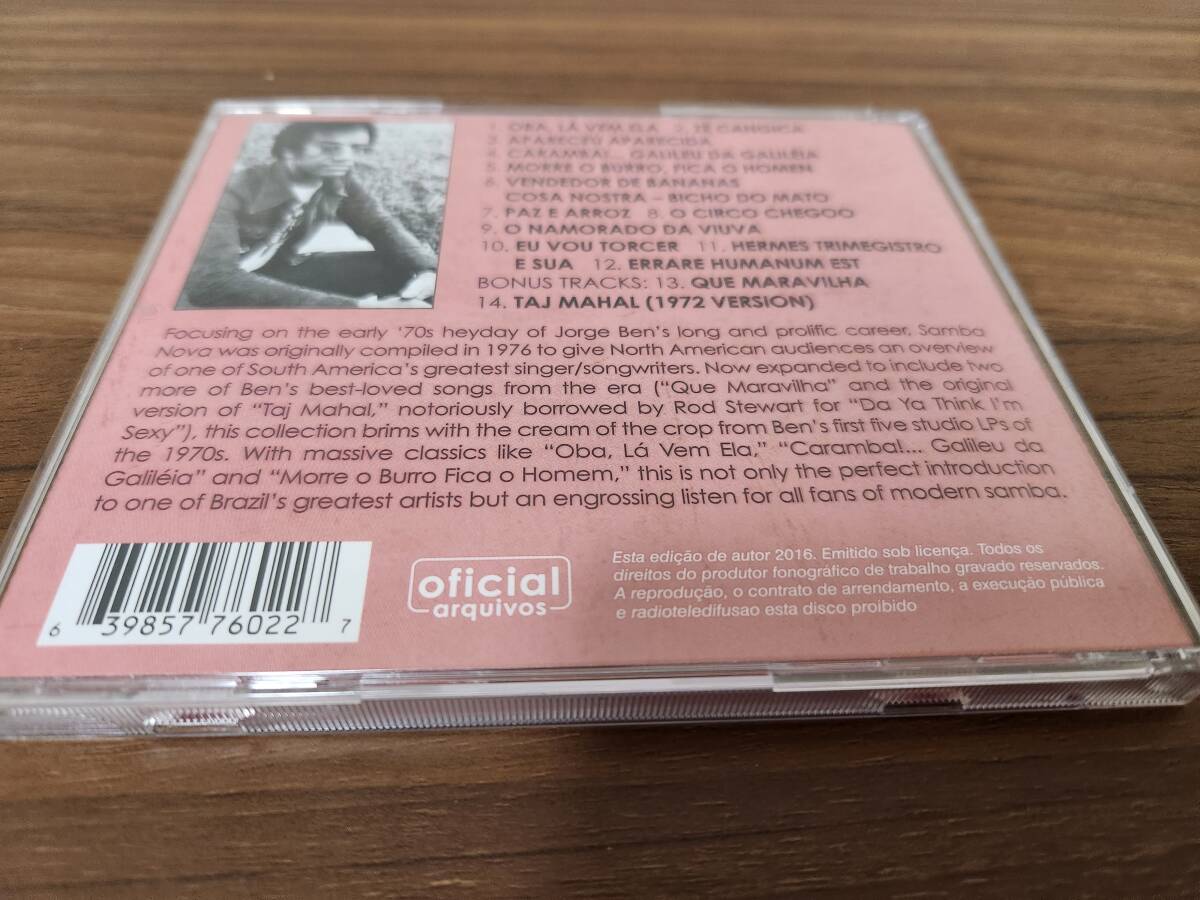 1. OBA, LÁ VEM ELA 2. ZÉ CANGICA
3. APARECEU APARECIDA
4. CARAMBA!... GALILEU DA GALILÉIA
5. MORRE O BURRO, FICA O HOMEN
6. VENDEDOR DE BANANAS
COSA NOSTRA – BICHO DO MATO
7. PAZ E ARROZ 8. O CIRCO CHEGOO
9. O NAMORADO DA VIUVA
10. EU VOU TORCER 11. HERMES TRIMEGISTRO
E SUA 12. ERRARE HUMANUM EST
BONUS TRACKS: 13. QUE MARAVILHA
14. TAJ MAHAL (1972 VERSION)
Focusing on the early '70s heyday of Jorge Ben's long and prolific career, Samba
Nova was originally compiled in 1976 to give North American audiences an overview
of one of South America's greatest singer/songwriters. Now expanded to include two
more of Ben's best-loved songs from the era ("Que Maravilha" and the original
version of "Taj Mahal," notoriously borrowed by Rod Stewart for "Da Ya Think I'm
Sexy"), this collection brims with the cream of the crop from Ben's first five studio LPs of
the 1970s. With massive classics like "Oba, Lá Vem Ela," "Caramba!... Galileu da
Galiléia" and "Morre o Burro Fica o Homem," this is not only the perfect introduction
to one of Brazil's greatest artists but an engrossing listen for all fans of modern samba.
6 39857 76022 7
oficial
arquivos
Esta edição de autor 2016. Emitido sob licença. Todos os
direitos do produtor fonográfico de trabalho gravado reservados.
A reprodução, o contrato de arrendamento, a execução pública
e radioteledifusao esta disco proibido